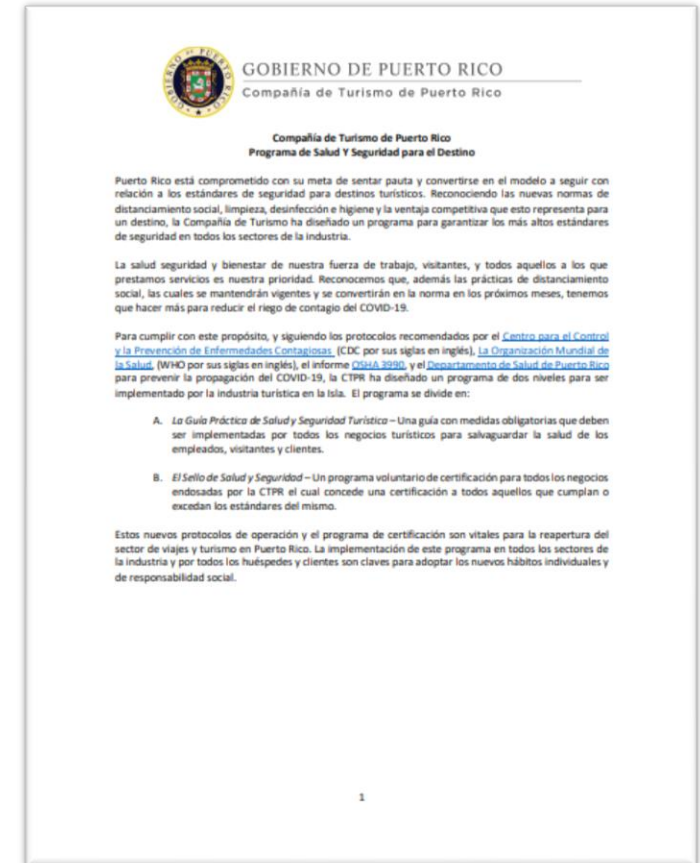 GOBIERNO DE PUERTO RICO
GOBIERNO DE PUERTO RICO
Compañía de Turismo de Puerto Rico
Compañía de Turismo de Puerto Rico
Programa de Salud Y Seguridad para el Destino
Puerto Rico está comprometido con su meta de sentar pauta y convertirse en el modelo a seguir con
relación a los estándares de seguridad para destinos turísticos. Reconociendo las nuevas normas de
distanciamiento social, limpieza, desinfección e higiene y la ventaja competitiva que esto representa para
un destino, la Compañía de Turismo ha diseñado un programa para garantizar los más altos estándares
de seguridad en todos los sectores de la industria.
La salud seguridad y bienestar de nuestra fuerza de trabajo, visitantes, y todos aquellos a los que
prestamos servicios es nuestra prioridad. Reconocemos que, además las prácticas de distanciamiento
social, las cuales se mantendrán vigentes y se convertirán en la norma en los próximos meses, tenemos
que hacer más para reducir el riego de contagio del COVID-19.
Para cumplir con este propósito, y siguiendo los protocolos recomendados por el Centro para el Control
y la Prevención de Enfermedades Contagiosas (CDC por sus siglas en inglés), La Organización Mundial de
la Salud, (WHO por sus siglas en inglés), el informe OSHA 3990, y el Departamento de Salud de Puerto Rico
para prevenir la propagación del COVID-19, la CTPR ha diseñado un programa de dos niveles para ser
implementado por la industria turística en la Isla. El programa se divide en:
A. La Guía Práctica de Salud y Seguridad Turística – Una guía con medidas obligatorias que deben
ser implementadas por todos los negocios turísticos para salvaguardar la salud de los
empleados, visitantes y clientes.
B. El Sello de Salud y Seguridad – Un programa voluntario de certificación para todos los negocios
endosadas por la CTPR el cual concede una certificación a todos aquellos que cumplan o
excedan los estándares del mismo.
Estos nuevos protocolos de operación y el programa de certificación son vitales para la reapertura del
sector de viajes y turismo en Puerto Rico. La implementación de este programa en todos los sectores de
la industria y por todos los huéspedes y clientes son claves para adoptar los nuevos hábitos individuales y
de responsabilidad social.
1